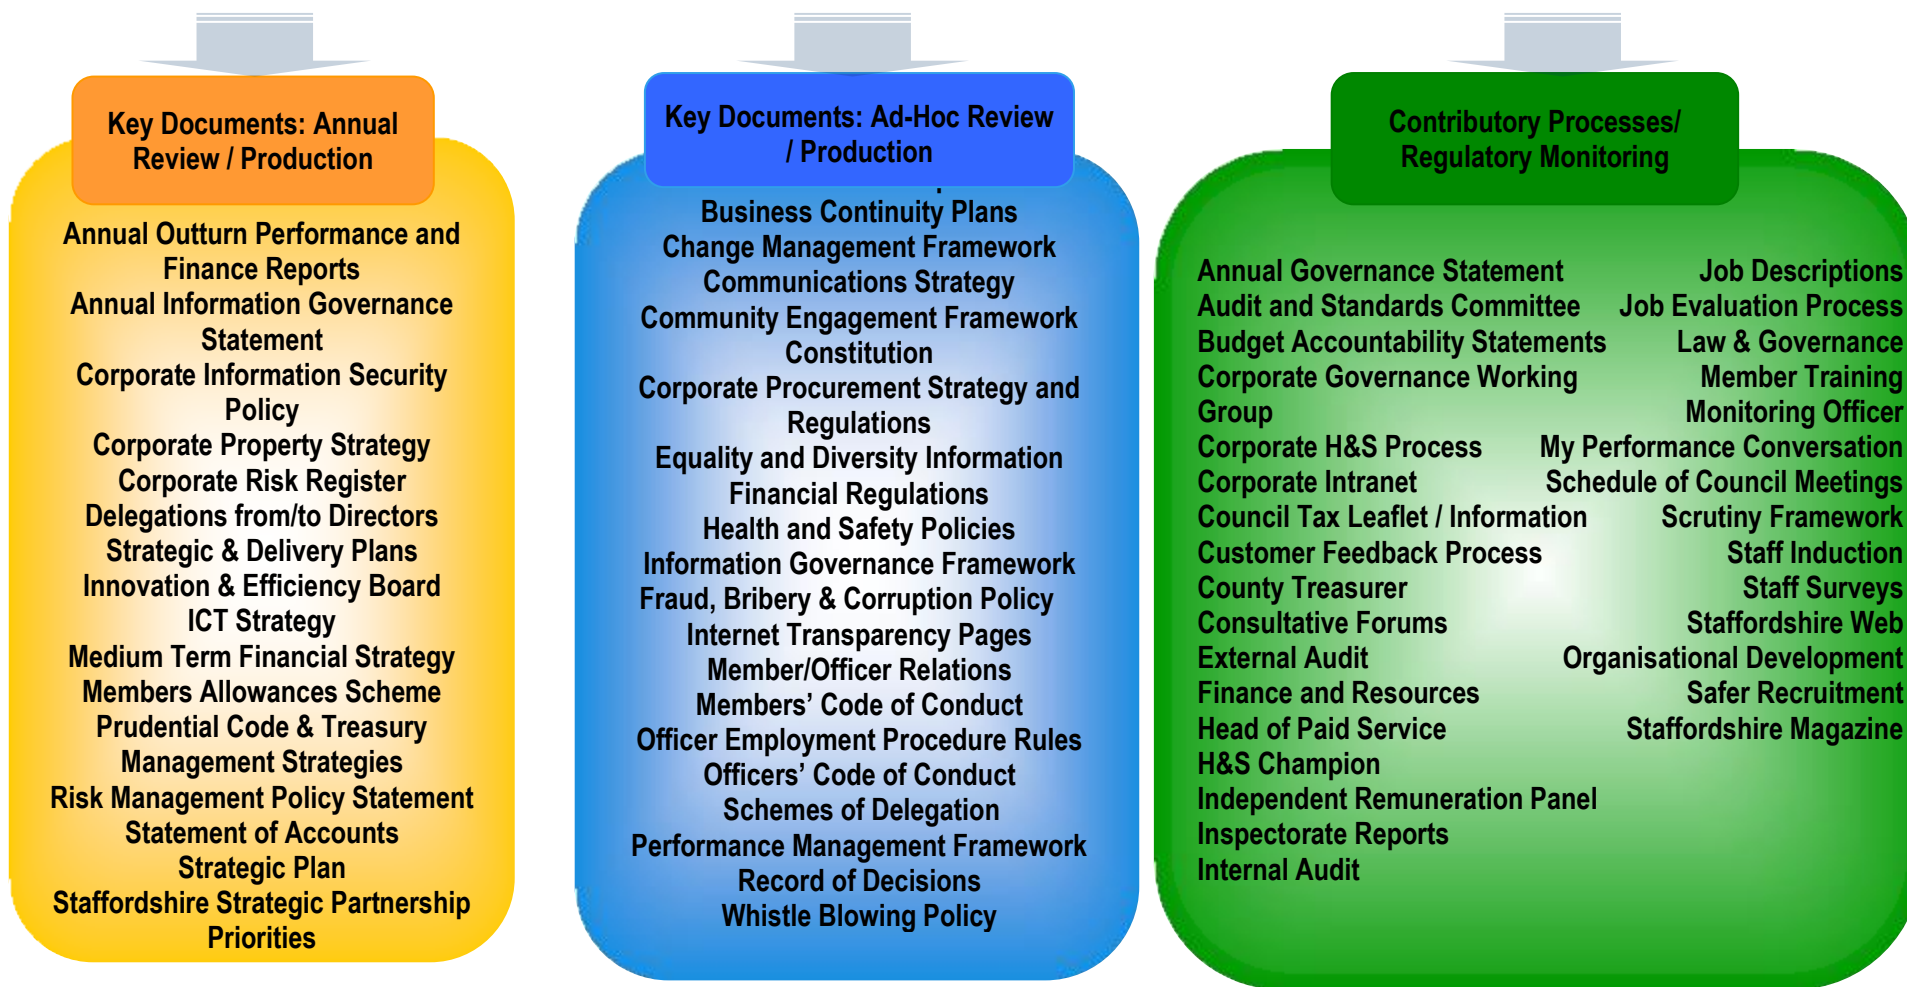 Key Documents: Annual
Review / Production
Annual Outturn Performance and
Finance Reports
Annual Information Governance
Statement
Corporate Information Security
Policy
Corporate Property Strategy
Corporate Risk Register
Delegations from/to Directors
Strategic & Delivery Plans
Innovation & Efficiency Board
ICT Strategy
Medium Term Financial Strategy
Members Allowances Scheme
Prudential Code & Treasury
Management Strategies
Risk Management Policy Statement
Statement of Accounts
Strategic Plan
Staffordshire Strategic Partnership
Priorities
Key Documents: Ad-Hoc Review
/ Production
Business Continuity Plans
Change Management Framework
Communications Strategy
Community Engagement Framework
Constitution
Corporate Procurement Strategy and
Regulations
Equality and Diversity Information
Financial Regulations
Health and Safety Policies
Information Governance Framework
Fraud, Bribery & Corruption Policy
Internet Transparency Pages
Member/Officer Relations
Members’ Code of Conduct
Officer Employment Procedure Rules
Officers’ Code of Conduct
Schemes of Delegation
Performance Management Framework
Record of Decisions
Whistle Blowing Policy
Contributory Processes/
Regulatory Monitoring
Annual Governance Statement
Audit and Standards Committee
Budget Accountability Statements
Corporate Governance Working
Group
Corporate H&S Process
Corporate Intranet
Council Tax Leaflet / Information
Customer Feedback Process
County Treasurer
Consultative Forums
External Audit
Finance and Resources
Head of Paid Service
H&S Champion
Independent Remuneration Panel
Inspectorate Reports
Internal Audit
Job Descriptions
Job Evaluation Process
Law & Governance
Member Training
Monitoring Officer
My Performance Conversation
Schedule of Council Meetings
Scrutiny Framework
Staff Induction
Staff Surveys
Staffordshire Web
Organisational Development
Safer Recruitment
Staffordshire Magazine